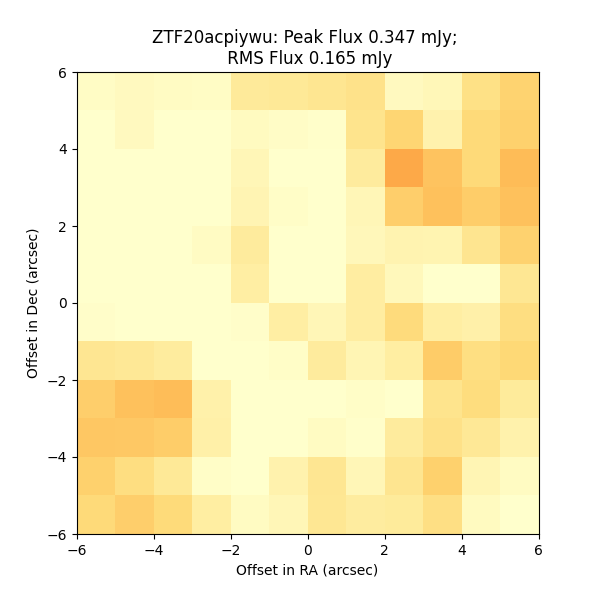 ZTF20acpiywu: Peak Flux 0.347 mJy;
RMS Flux 0.165 mJy
6
4
2
0
−2
−4
−6
Offset in Dec (arcsec)
−6 −4 −2 0 2 4 6
Offset in RA (arcsec)